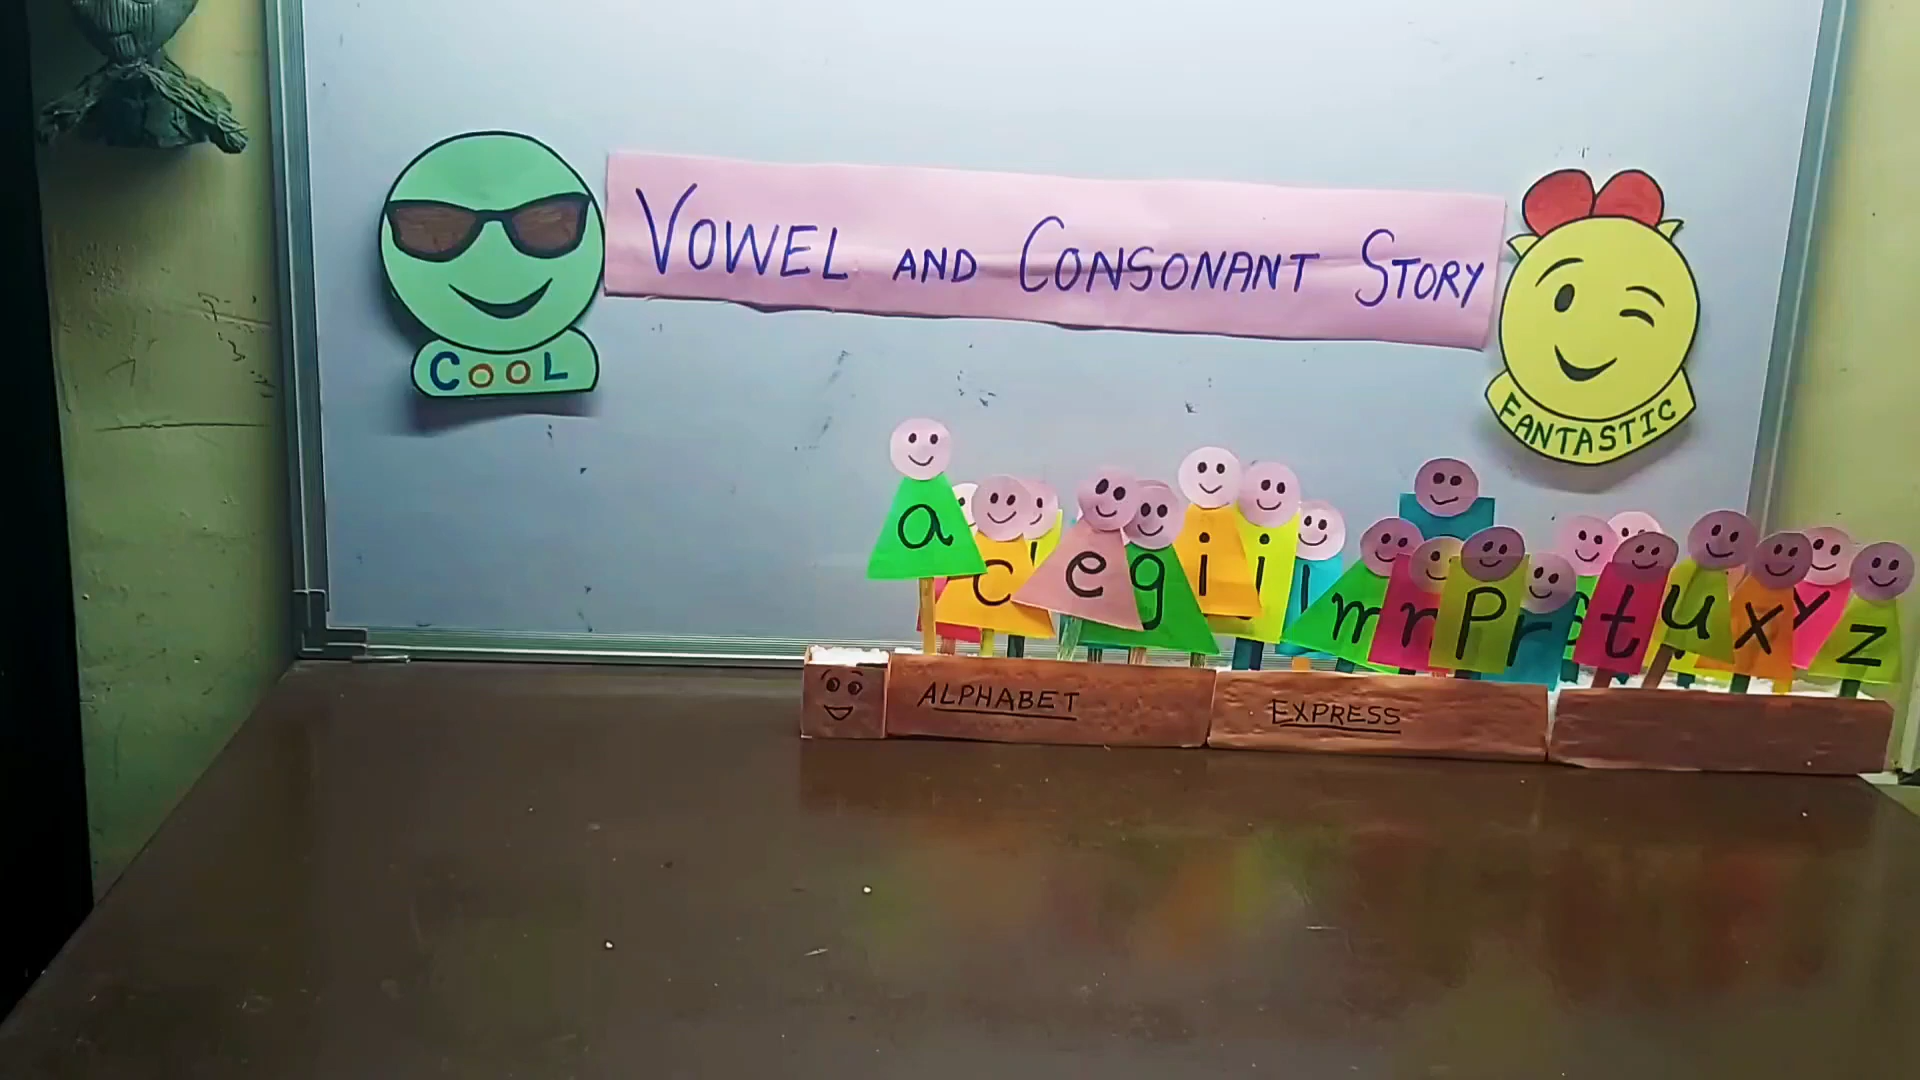 VOWEL AND CONSONANT STORY
COOL
FANTASTIC
a c e g i j l m n p r t u x y z
ALPHABET EXPRESS